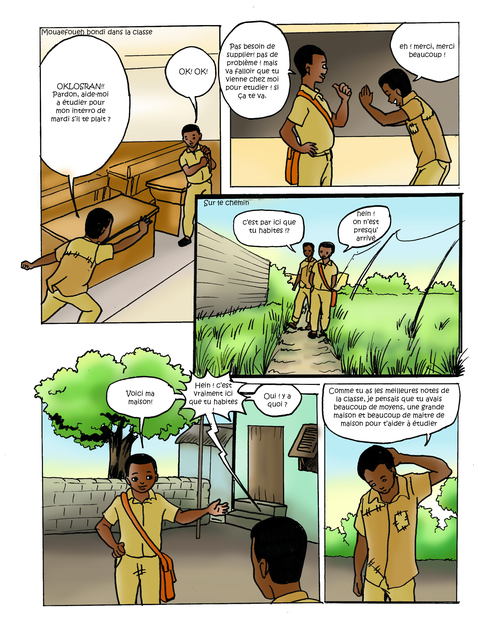 Mouaefoueh bondi dans la classe
OKLOSRAN!!
Pardon, aide-moi
a étudier pour
mon interro de
mardi s'il te plait ?
OK! OK!
Pas besoin de
supplier! pas de
problème ! mais
va falloir que tu
vienne chez moi
pour étudier ! si
ça te va.
eh ! merci, merci
beaucoup !
Sur le chemin
c'est par ici que
tu habites !?
hein !
on n'est
presqu'
arrivé
Voici ma
maison!
Hein ! c'est
vraiment ici
que tu habites
Oui ! y a
quoi ?
Comme tu as les meilleures notes de
la classe, je pensais que tu avais
beaucoup de moyens, une grande
maison et beaucoup de maitre de
maison pour t'aider à étudier